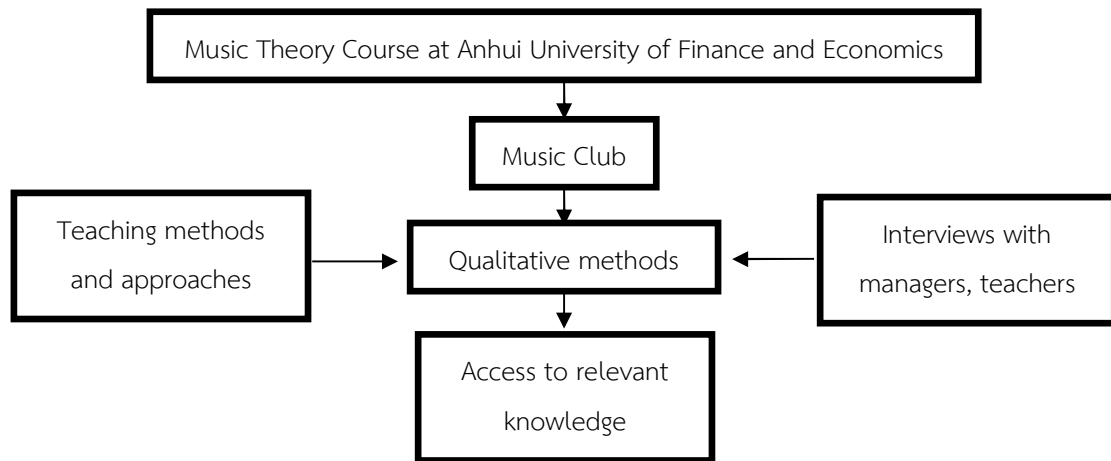 Music Theory Course at Anhui University of Finance and Economics
Music Club
Teaching methods
and approaches
Qualitative methods
Interviews with
managers, teachers
Access to relevant
knowledge